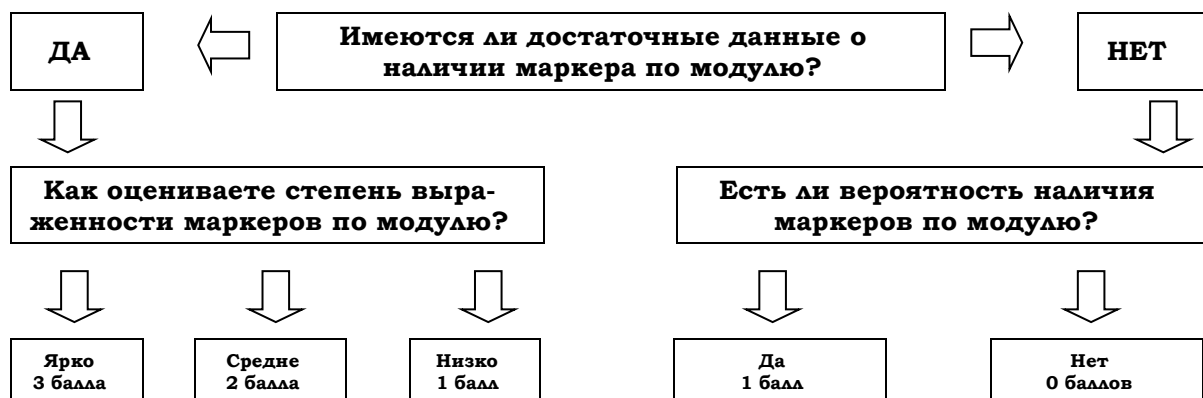 ДА
Имеются ли достаточные данные о
наличии маркера по модулю?
НЕТ
Как оцениваете степень выра-
женности маркеров по модулю?
Есть ли вероятность наличия
маркеров по модулю?
Ярко
3 балла
Средне
2 балла
Низко
1 балл
Да
1 балл
Нет
0 баллов